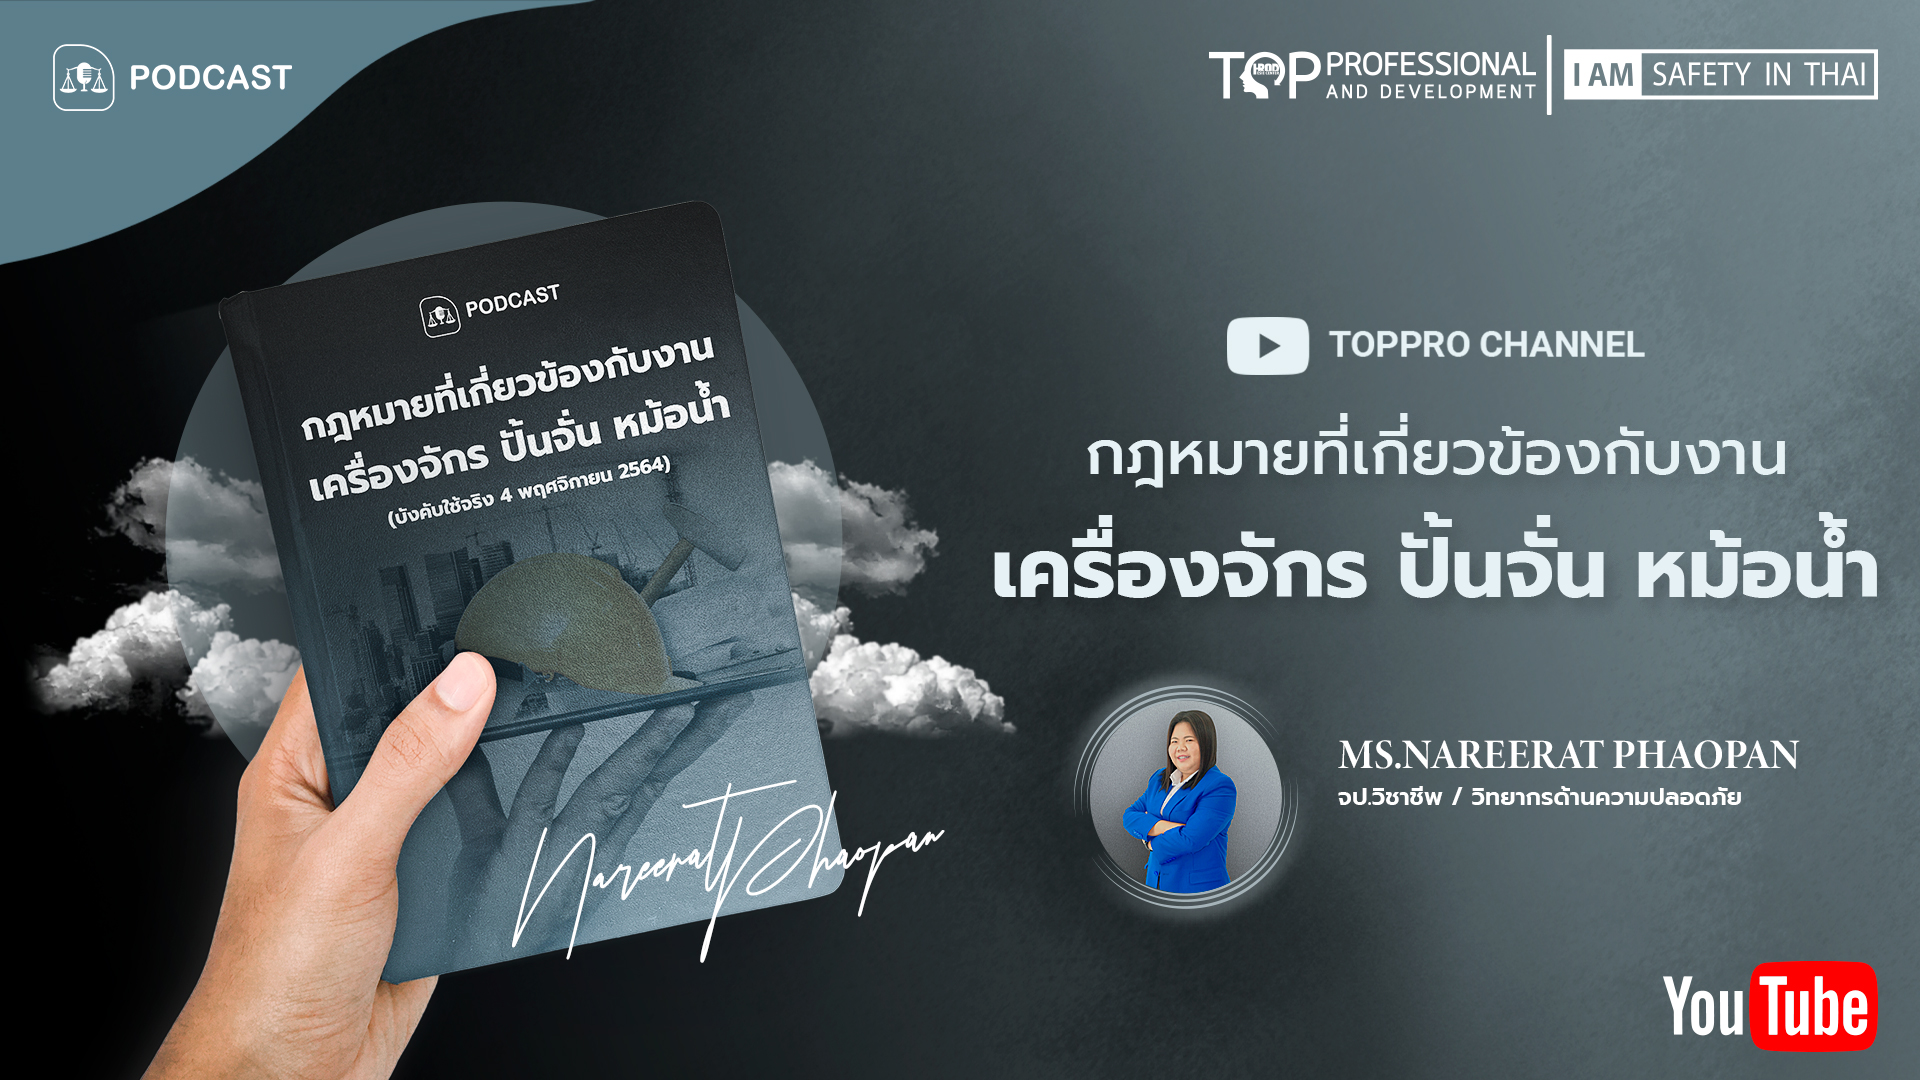 PODCAST
TOP PROFESSIONAL
AND DEVELOPMENT
I AM SAFETY IN THAI
PODCAST
กฎหมายที่เกี่ยวข้องกับงาน
เครื่องจักร ปั้นจั่น หม้อน้ำ
(บังคับใช้จริง 4 พฤศจิกายน 2564)
Nareerat Phaopan
TOPPRO CHANNEL
กฎหมายที่เกี่ยวข้องกับงาน
เครื่องจักร ปั้นจั่น หม้อน้ำ
MS.NAREERAT PHAOPAN
จป.วิชาชีพ / วิทยากรด้านความปลอดภัย
YouTube